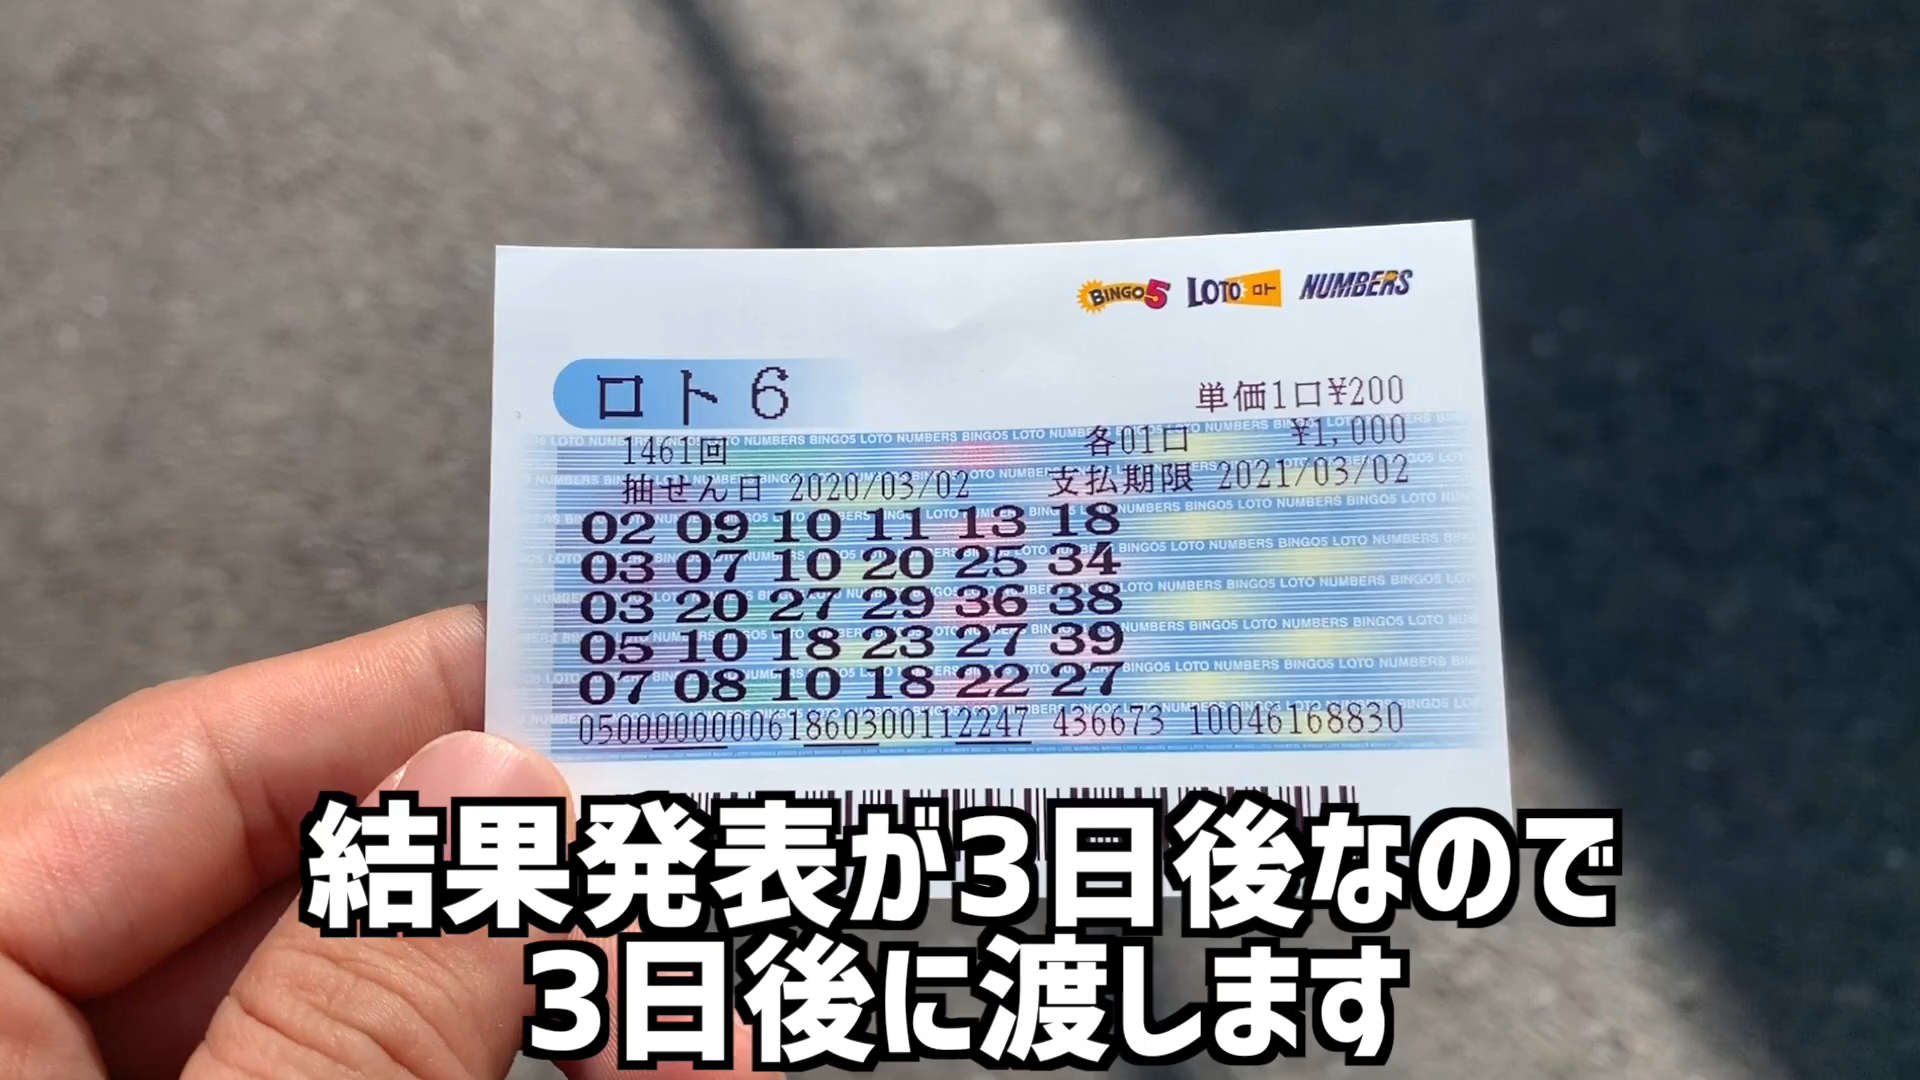 BINGO5 LOTO ロト NUMBERS
ロト6
単価1口¥200
1461回 各01口 ¥1,000
抽せん日 2020/03/02 支払期限 2021/03/02
02 09 10 11 13 18
03 07 10 20 25 34
03 20 27 29 36 38
05 10 18 23 27 39
07 08 10 18 22 27
050000000061860300112247 436673 10046168830
結果発表が3日後なので
3日後に渡します